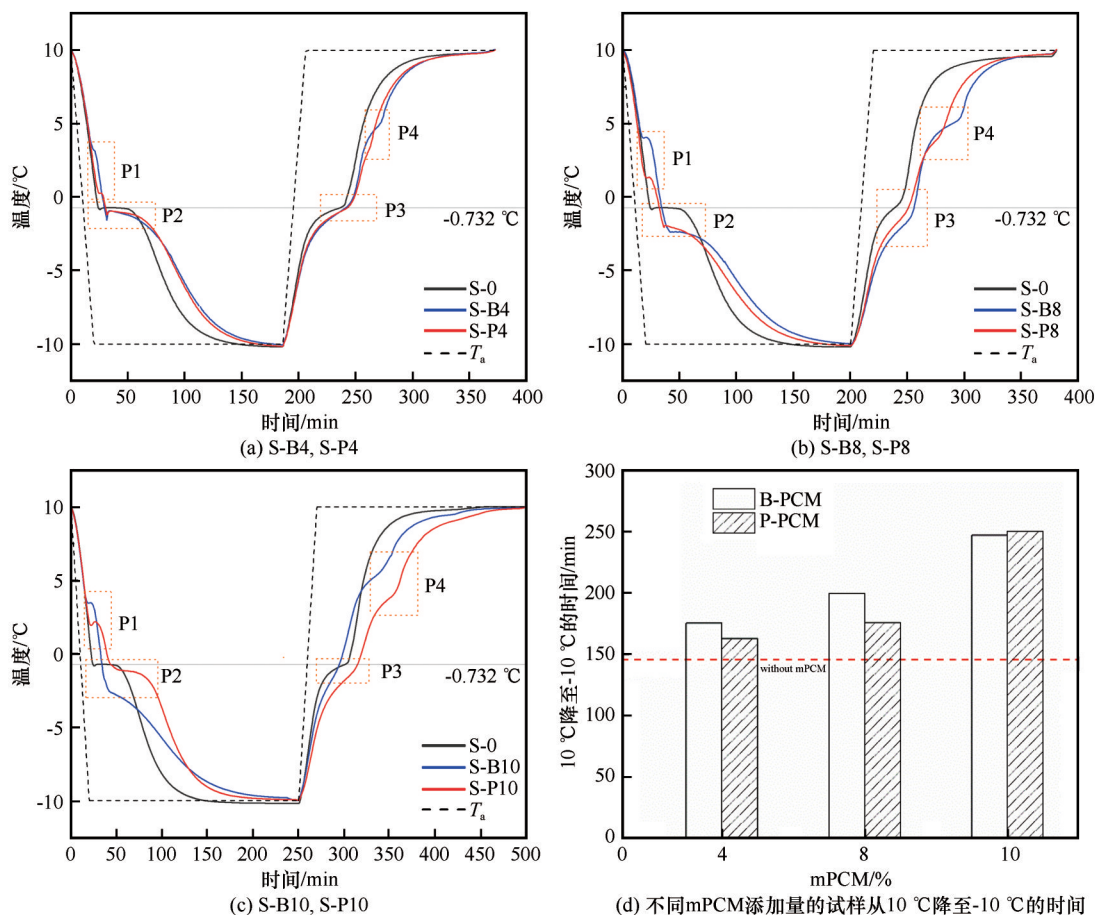 10
5
0
-5
-10
温度/℃
P1
P2
P3
P4
-0.732 ℃
S-0
S-B4
S-P4
Ta
0 50 100 150 200 250 300 350 400
时间/min
(a) S-B4, S-P4
10
5
0
-5
-10
温度/℃
P1
P2
P3
P4
-0.732 ℃
S-0
S-B8
S-P8
Ta
0 50 100 150 200 250 300 350 400
时间/min
(b) S-B8, S-P8
10
5
0
-5
-10
温度/℃
P1
P2
P3
P4
-0.732 ℃
S-0
S-B10
S-P10
Ta
0 50 100 150 200 250 300 350 400 450 500
时间/min
(c) S-B10, S-P10
300
250
200
150
100
50
0
10 ℃降至-10 ℃的时间/min
B-PCM
P-PCM
without mPCM
0 4 8 10
mPCM/%
(d) 不同mPCM添加量的试样从10 ℃降至-10 ℃的时间